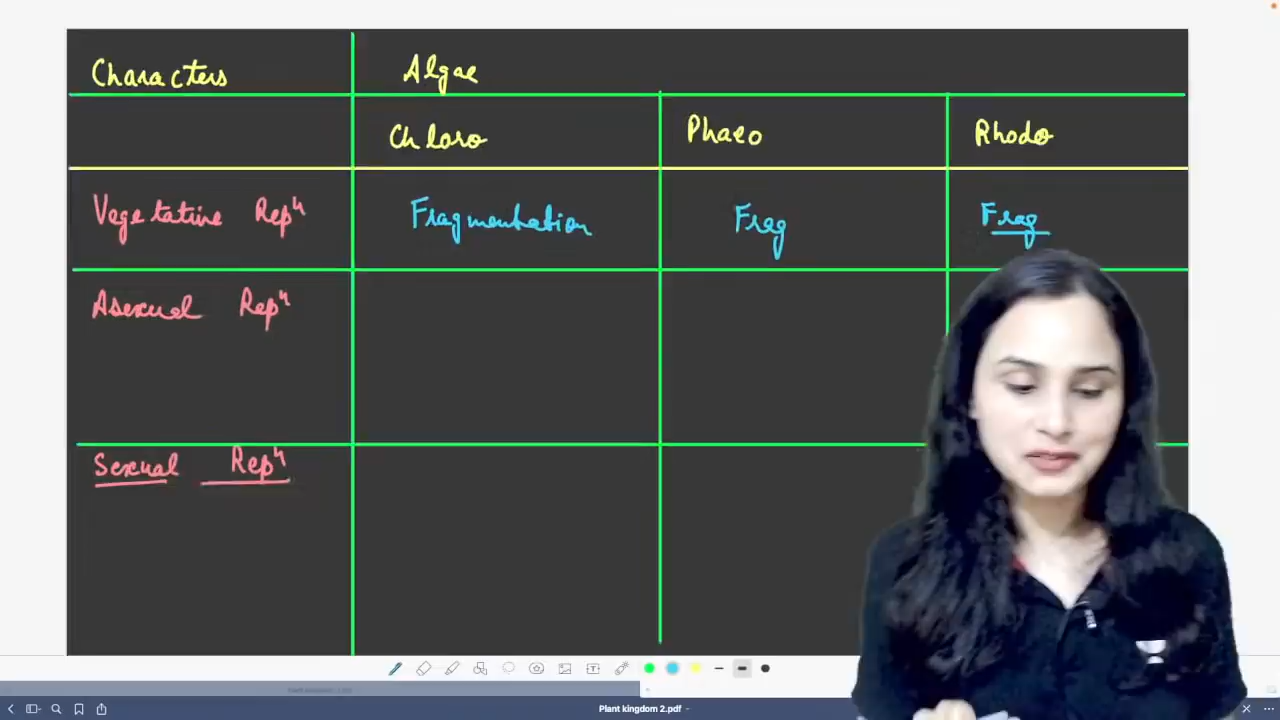 Characters Algae
Chloro Phaeo Rhodo
Vegetative Repⁿ Fragmentation Frag Frag
Asexual Repⁿ
Sexual Repⁿ
Plant kingdom 2.pdf